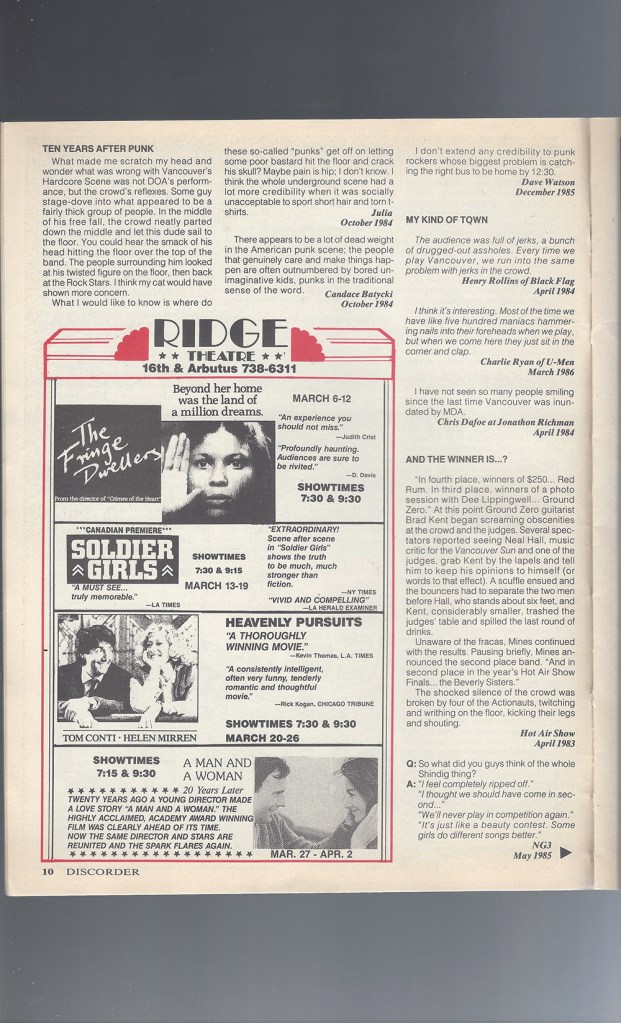 TEN YEARS AFTER PUNK
What made me scratch my head and
wonder what was wrong with Vancouver's
Hardcore Scene was not DOA's perform-
ance, but the crowd's reflexes. Some guy
stage-dove into what appeared to be a
fairly thick group of people. In the middle
of his free fall, the crowd neatly parted
down the middle and let this dude sail to
the floor. You could hear the smack of his
head hitting the floor over the top of the
band. The people surrounding him looked
at his twisted figure on the floor, then back
at the Rock Stars. I think my cat would have
shown more concern.
What I would like to know is where do
these so-called "punks" get off on letting
some poor bastard hit the floor and crack
his skull? Maybe pain is hip; I don't know. I
think the whole underground scene had a
lot more credibility when it was socially
unacceptable to sport short hair and torn t-
shirts.
Julia
October 1984
There appears to be a lot of dead weight
in the American punk scene; the people
that genuinely care and make things hap-
pen are often outnumbered by bored un-
imaginative kids, punks in the traditional
sense of the word.
Candace Batycki
October 1984
I don't extend any credibility to punk
rockers whose biggest problem is catch-
ing the right bus to be home by 12:30.
Dave Watson
December 1985
MY KIND OF TOWN
The audience was full of jerks, a bunch
of drugged-out assholes. Every time we
play Vancouver, we run into the same
problem with jerks in the crowd.
Henry Rollins of Black Flag
April 1984
I think it's interesting. Most of the time we
have like five hundred maniacs hammer-
ing nails into their foreheads when we play,
but when we come here they just sit in the
corner and clap.
Charlie Ryan of U-Men
March 1986
I have not seen so many people smiling
since the last time Vancouver was inun-
dated by MDA.
Chris Dafoe at Jonathon Richman
April 1984
AND THE WINNER IS...?
"In fourth place, winners of $250... Red
Rum. In third place, winners of a photo
session with Dee Lippingwell... Ground
Zero." At this point Ground Zero guitarist
Brad Kent began screaming obscenities
at the crowd and the judges. Several spec-
tators reported seeing Neal Hall, music
critic for the Vancouver Sun and one of the
judges, grab Kent by the lapels and tell
him to keep his opinions to himself (or
words to that effect). A scuffle ensued and
the bouncers had to separate the two men
before Hall, who stands about six feet, and
Kent, considerably smaller, trashed the
judges' table and spilled the last round of
drinks.
Unaware of the fracas, Mines continued
with the results. Pausing briefly, Mines an-
nounced the second place band. "And in
second place in the year's Hot Air Show
Finals... the Beverly Sisters."
The shocked silence of the crowd was
broken by four of the Actionauts, twitching
and writhing on the floor, kicking their legs
and shouting.
Hot Air Show
April 1983
Q: So what did you guys think of the whole
Shindig thing?
A: "I feel completely ripped off."
"I thought we should have come in sec-
ond..."
"We'll never play in competition again."
"It's just like a beauty contest. Some
girls do different songs better."
NG3
May 1985
RIDGE
★★ THEATRE ★★
16th & Arbutus 738-6311
Beyond her home
was the land of
a million dreams.
The
Fringe
Dwellers
From the director of "Crimes of the Heart"
MARCH 6-12
"An experience you
should not miss."
—Judith Crist
"Profoundly haunting.
Audiences are sure to
be rivited."
—D. Davis
SHOWTIMES
7:30 & 9:30
***CANADIAN PREMIERE***
SOLDIER
GIRLS
"A MUST SEE...
truly memorable."
—LA TIMES
SHOWTIMES
7:30 & 9:15
MARCH 13-19
"EXTRAORDINARY!
Scene after scene
in "Soldier Girls"
shows the truth
to be much, much
stronger than
fiction.
—NY TIMES
"VIVID AND COMPELLING"
—LA HERALD EXAMINER
HEAVENLY PURSUITS
"A THOROUGHLY
WINNING MOVIE."
—Kevin Thomas, L.A. TIMES
"A consistently intelligent,
often very funny, tenderly
romantic and thoughtful
movie."
—Rick Kogan, CHICAGO TRIBUNE
SHOWTIMES 7:30 & 9:30
MARCH 20-26
TOM CONTI · HELEN MIRREN
SHOWTIMES
7:15 & 9:30
A MAN AND
A WOMAN
20 Years Later
TWENTY YEARS AGO A YOUNG DIRECTOR MADE
A LOVE STORY "A MAN AND A WOMAN." THE
HIGHLY ACCLAIMED, ACADEMY AWARD WINNING
FILM WAS CLEARLY AHEAD OF ITS TIME.
NOW THE SAME DIRECTOR AND STARS ARE
REUNITED AND THE SPARK FLARES AGAIN.
MAR. 27 - APR. 2
10 DISCORDER